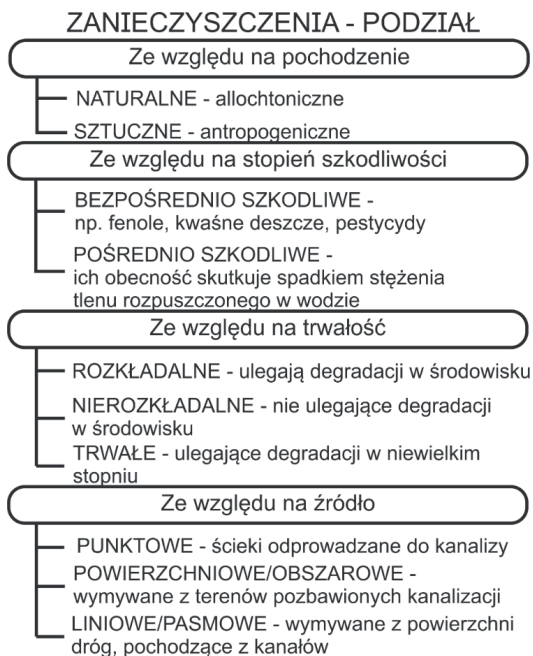 ZANIECZYSZCZENIA - PODZIAŁ
Ze względu na pochodzenie
NATURALNE - allochtoniczne
SZTUCZNE - antropogeniczne
Ze względu na stopień szkodliwości
BEZPOŚREDNIO SZKODLIWE -
np. fenole, kwaśne deszcze, pestycydy
POŚREDNIO SZKODLIWE -
ich obecność skutkuje spadkiem stężenia
tlenu rozpuszczonego w wodzie
Ze względu na trwałość
ROZKŁADALNE - ulegają degradacji w środowisku
NIEROZKŁADALNE - nie ulegające degradacji
w środowisku
TRWAŁE - ulegające degradacji w niewielkim
stopniu
Ze względu na źródło
PUNKTOWE - ścieki odprowadzane do kanalizy
POWIERZCHNIOWE/OBSZAROWE -
wymywane z terenów pozbawionych kanalizacji
LINIOWE/PASMOWE - wymywane z powierzchni
dróg, pochodzące z kanałów